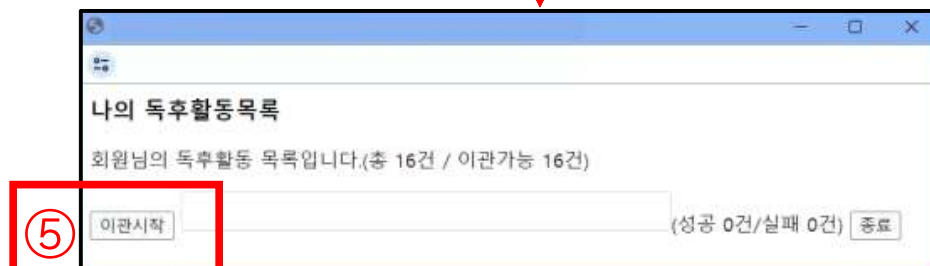 나의 독후활동목록
회원님의 독후활동 목록입니다.(총 16건 / 이관가능 16건)
⑤ 이관시작 (성공 0건/실패 0건) 종료